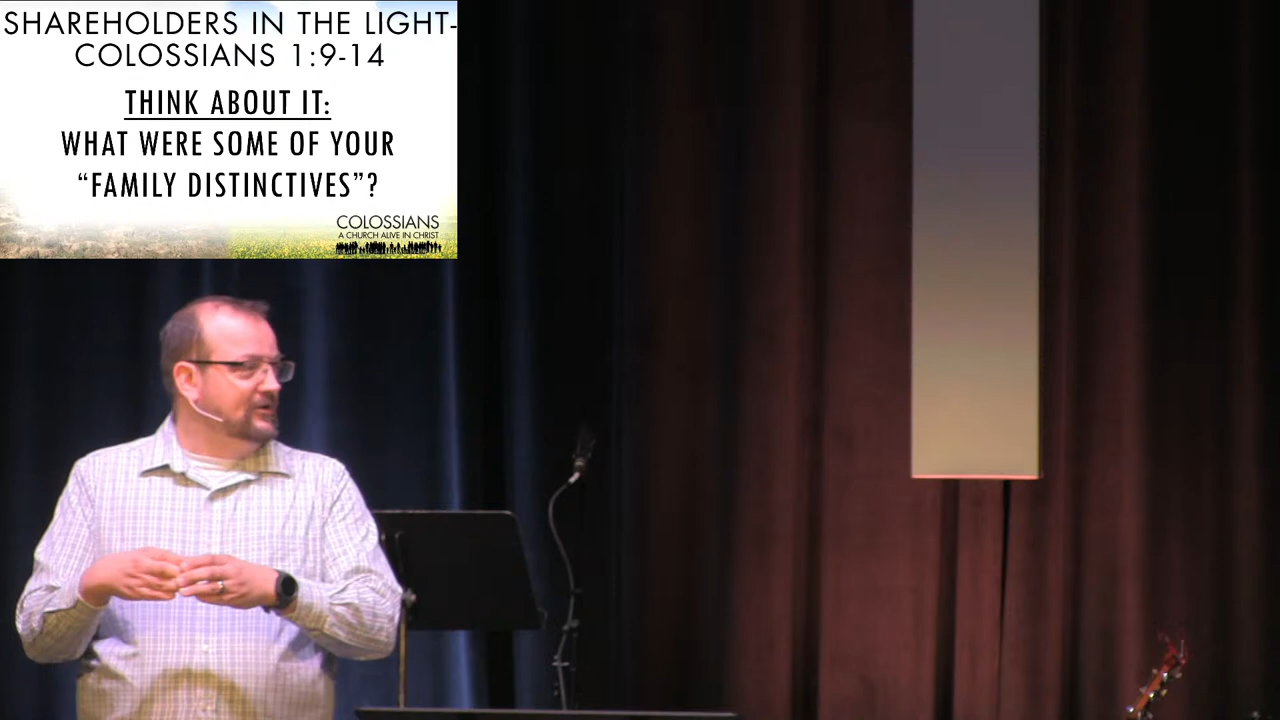 SHAREHOLDERS IN THE LIGHT-
COLOSSIANS 1:9-14
THINK ABOUT IT:
WHAT WERE SOME OF YOUR
“FAMILY DISTINCTIVES”?
COLOSSIANS
A CHURCH ALIVE IN CHRIST